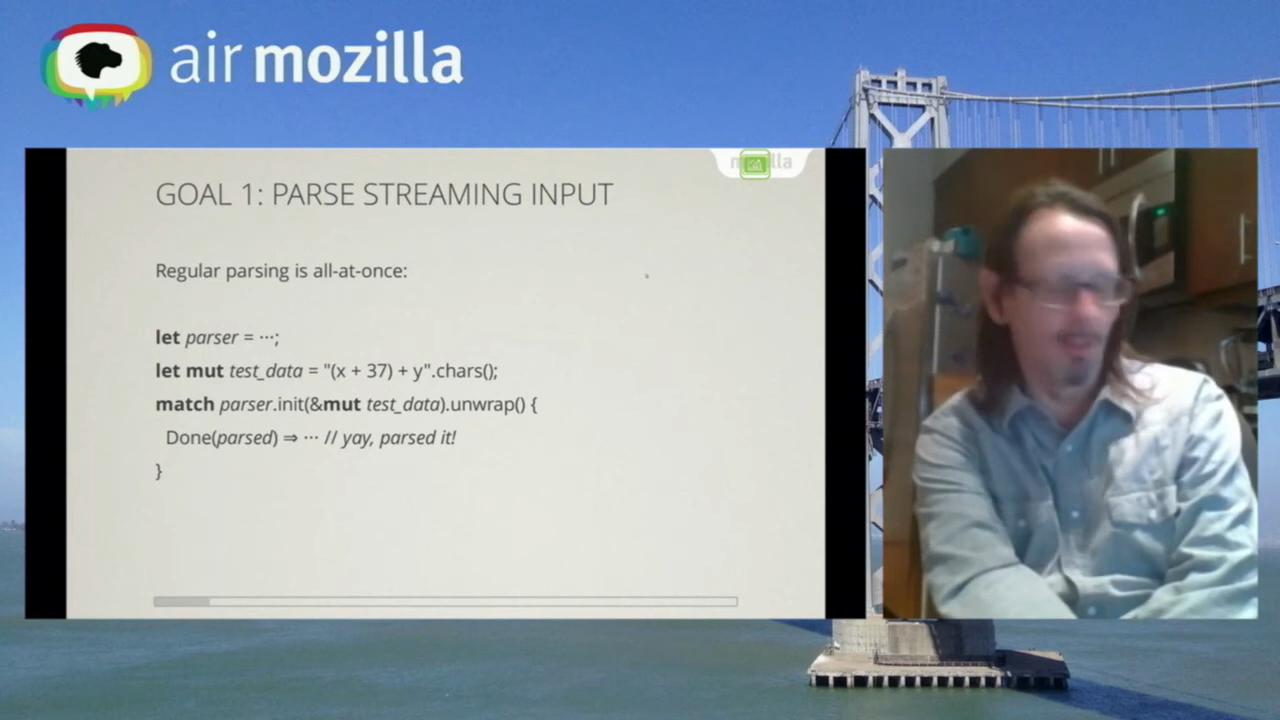 air mozilla
mozilla
GOAL 1: PARSE STREAMING INPUT
Regular parsing is all-at-once:
let parser = ···;
let mut test_data = "(x + 37) + y".chars();
match parser.init(&mut test_data).unwrap() {
Done(parsed) ⇒ ··· // yay, parsed it!
}